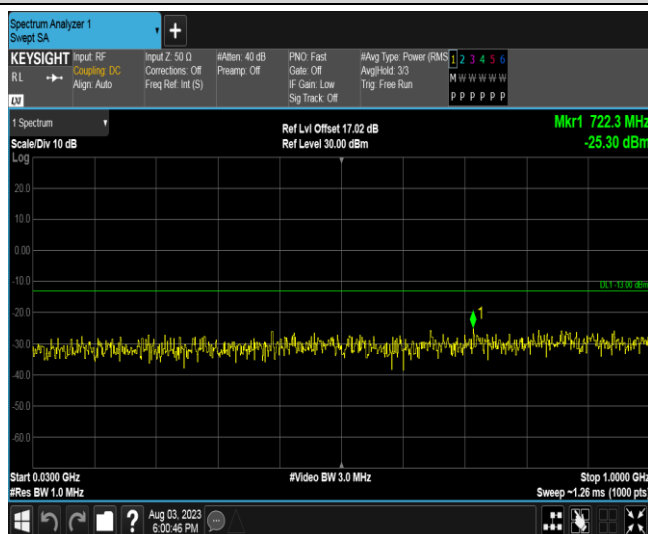 Spectrum Analyzer 1
Swept SA
+
KEYSIGHT
RL
LXI
Input: RF
Coupling: DC
Align: Auto
Input Z: 50 Ω
Corrections: Off
Freq Ref: Int (S)
#Atten: 40 dB
Preamp: Off
PNO: Fast
Gate: Off
IF Gain: Low
Sig Track: Off
#Avg Type: Power (RMS
Avg|Hold: 3/3
Trig: Free Run
1 2 3 4 5 6
M W W W W W
P P P P P P
1 Spectrum
Scale/Div 10 dB
Log
Ref Lvl Offset 17.02 dB
Ref Level 30.00 dBm
Mkr1 722.3 MHz
-25.30 dBm
20.0
10.0
0.00
-10.0
DL1 -13.00 dBm
-20.0
1
-30.0
-40.0
-50.0
-60.0
Start 0.0300 GHz
#Video BW 3.0 MHz
Stop 1.0000 GHz
#Res BW 1.0 MHz
Sweep ~1.26 ms (1000 pts)
?
Aug 03, 2023
6:00:46 PM